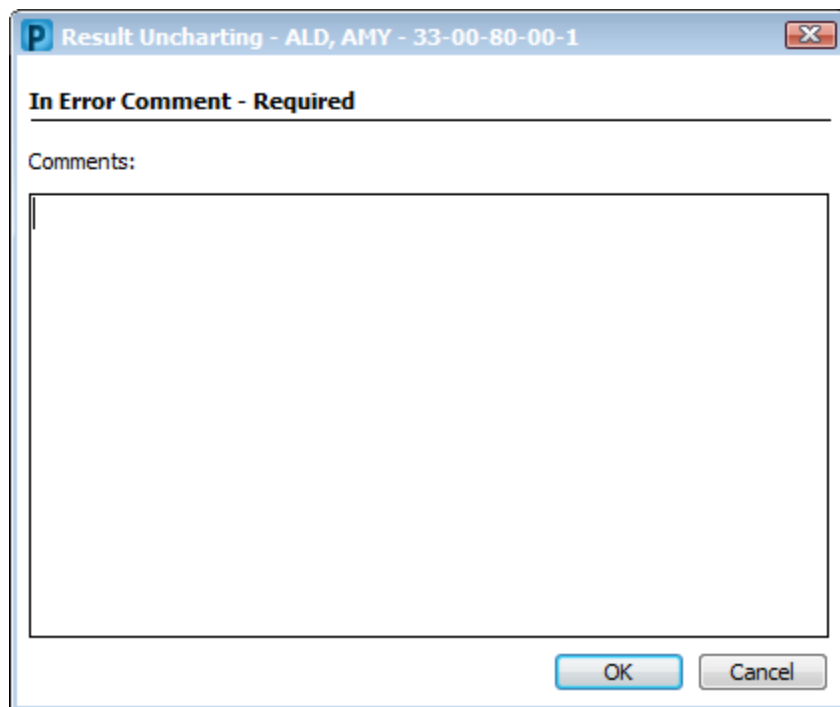 P Result Uncharting - ALD, AMY - 33-00-80-00-1
In Error Comment - Required
Comments:
OK Cancel